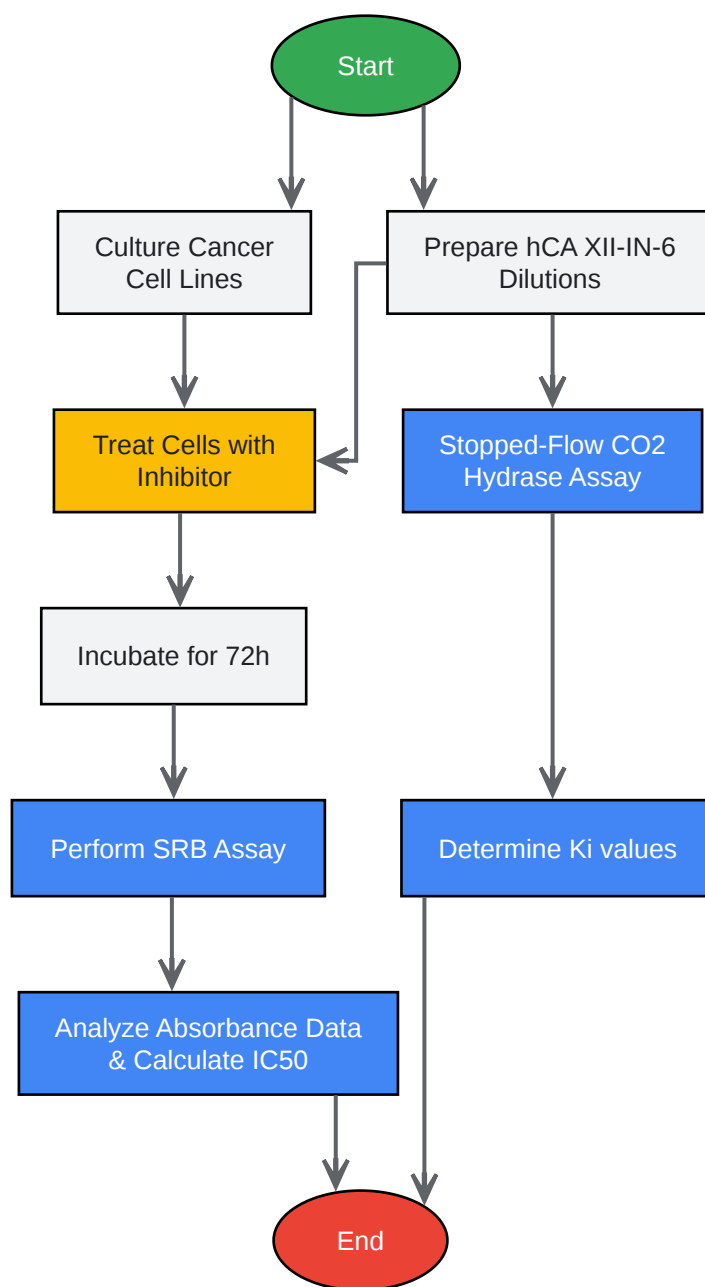 Start
Culture Cancer
Cell Lines
Prepare hCA XII-IN-6
Dilutions
Treat Cells with
Inhibitor
Stopped-Flow CO2
Hydrase Assay
Incubate for 72h
Perform SRB Assay
Determine Ki values
Analyze Absorbance Data
& Calculate IC50
End